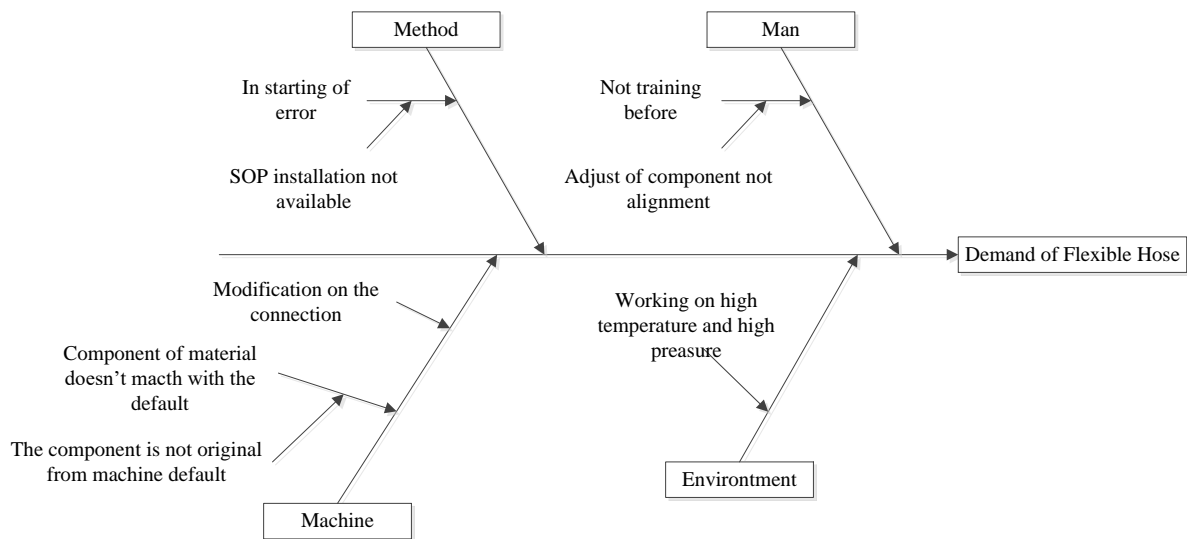 Method
Man
In starting of
error
Not training
before
SOP installation not
available
Adjust of component not
alignment
Demand of Flexible Hose
Modification on the
connection
Working on high
temperature and high
preasure
Component of material
doesn’t macth with the
default
The component is not original
from machine default
Environtment
Machine